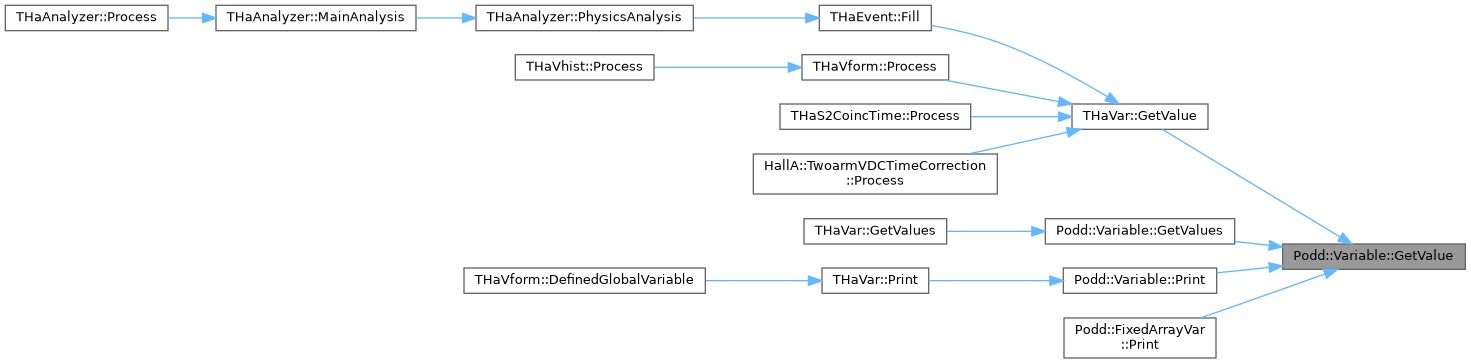 THaAnalyzer::Process
THaAnalyzer::MainAnalysis
THaAnalyzer::PhysicsAnalysis
THaEvent::Fill
THaVhist::Process
THaVform::Process
THaS2CoincTime::Process
THaVar::GetValue
HallA::TwoarmVDCTimeCorrection
::Process
THaVar::GetValues
Podd::Variable::GetValues
Podd::Variable::GetValue
THaVform::DefinedGlobalVariable
THaVar::Print
Podd::Variable::Print
Podd::FixedArrayVar
::Print